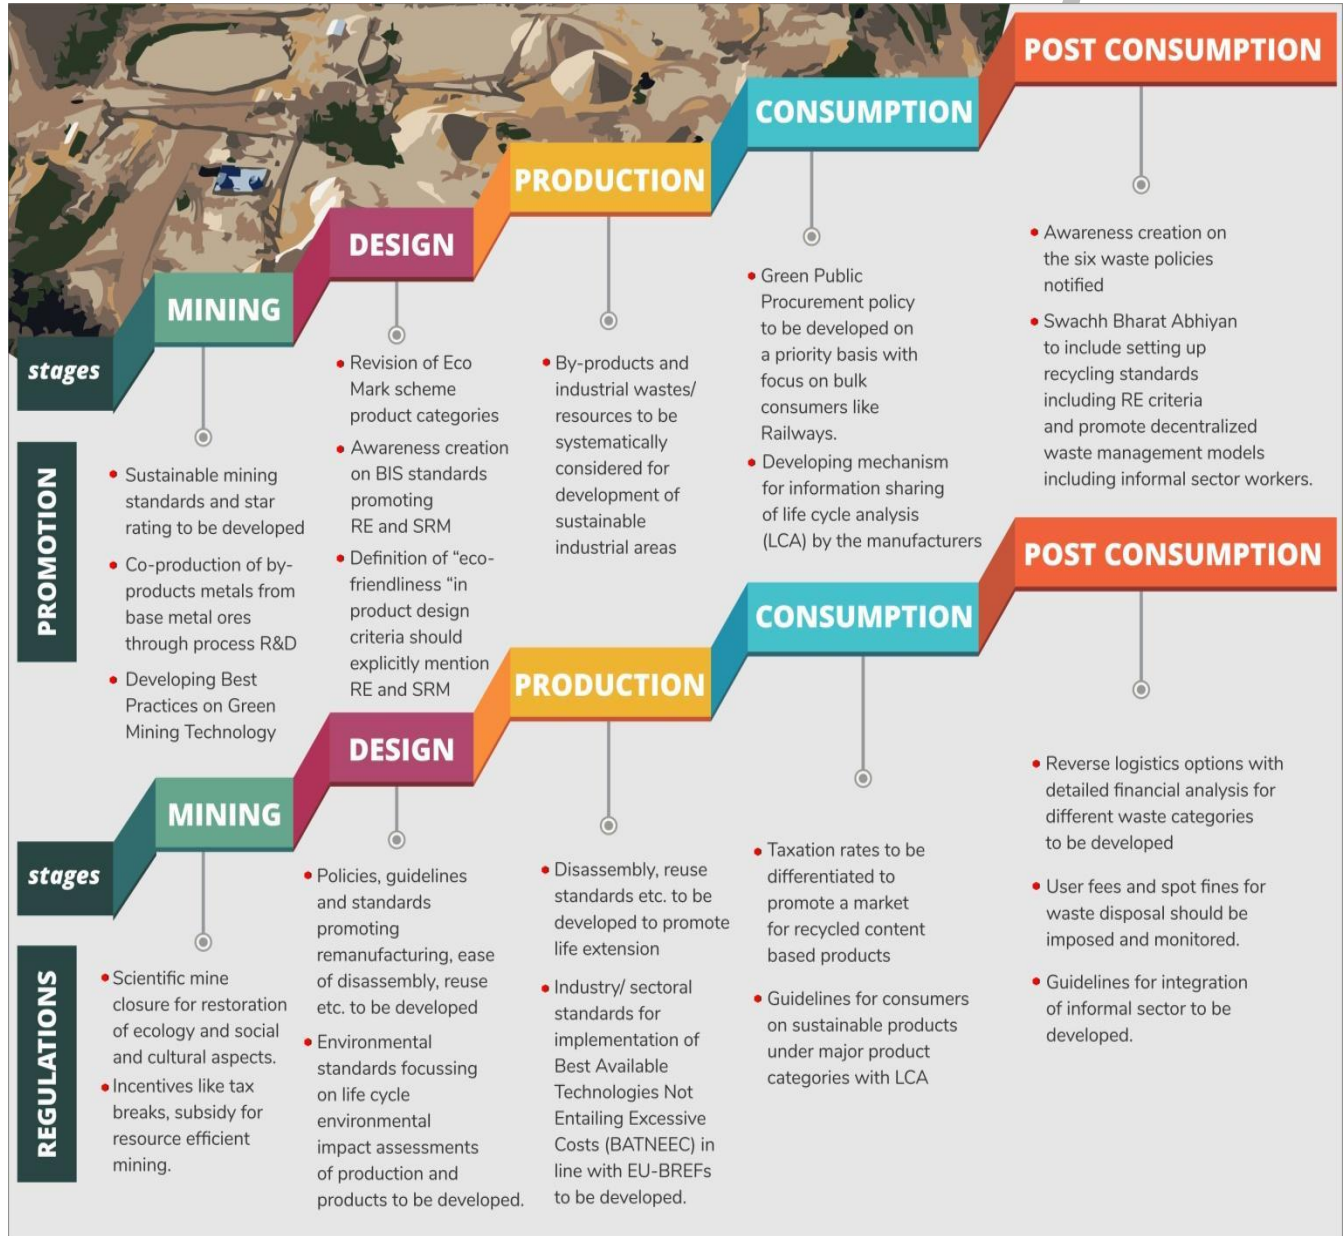 POST CONSUMPTION
CONSUMPTION
PRODUCTION
DESIGN
MINING
stages
PROMOTION
• Sustainable mining
standards and star
rating to be developed
• Co-production of by-
products metals from
base metal ores
through process R&D
• Developing Best
Practices on Green
Mining Technology
• Revision of Eco
Mark scheme
product categories
• Awareness creation
on BIS standards
promoting
RE and SRM
• Definition of “eco-
friendliness “in
product design
criteria should
explicitly mention
RE and SRM
• By-products and
industrial wastes/
resources to be
systematically
considered for
development of
sustainable
industrial areas
• Green Public
Procurement policy
to be developed on
a priority basis with
focus on bulk
consumers like
Railways.
• Developing mechanism
for information sharing
of life cycle analysis
(LCA) by the manufacturers
• Awareness creation on
the six waste policies
notified
• Swachh Bharat Abhiyan
to include setting up
recycling standards
including RE criteria
and promote decentralized
waste management models
including informal sector workers.
POST CONSUMPTION
CONSUMPTION
PRODUCTION
DESIGN
MINING
stages
REGULATIONS
• Scientific mine
closure for restoration
of ecology and social
and cultural aspects.
• Incentives like tax
breaks, subsidy for
resource efficient
mining.
• Policies, guidelines
and standards
promoting
remanufacturing, ease
of disassembly, reuse
etc. to be developed
• Environmental
standards focussing
on life cycle
environmental
impact assessments
of production and
products to be developed.
• Disassembly, reuse
standards etc. to be
developed to promote
life extension
• Industry/ sectoral
standards for
implementation of
Best Available
Technologies Not
Entailing Excessive
Costs (BATNEEC) in
line with EU-BREFs
to be developed.
• Taxation rates to be
differentiated to
promote a market
for recycled content
based products
• Guidelines for consumers
on sustainable products
under major product
categories with LCA
• Reverse logistics options with
detailed financial analysis for
different waste categories
to be developed
• User fees and spot fines for
waste disposal should be
imposed and monitored.
• Guidelines for integration
of informal sector to be
developed.